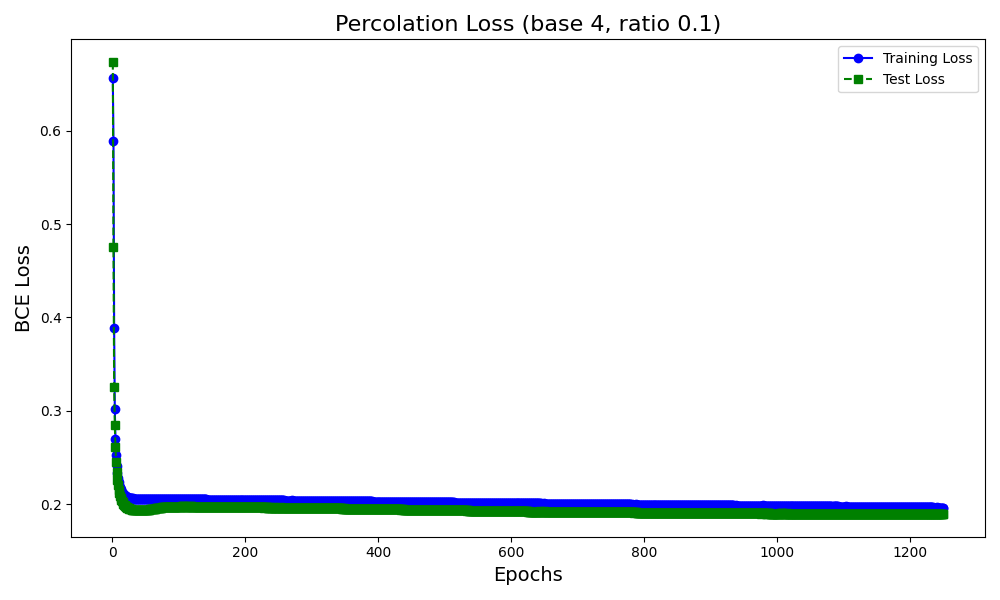 Percolation Loss (base 4, ratio 0.1)
Training Loss
Test Loss
BCE Loss
0.6
0.5
0.4
0.3
0.2
0 200 400 600 800 1000 1200
Epochs